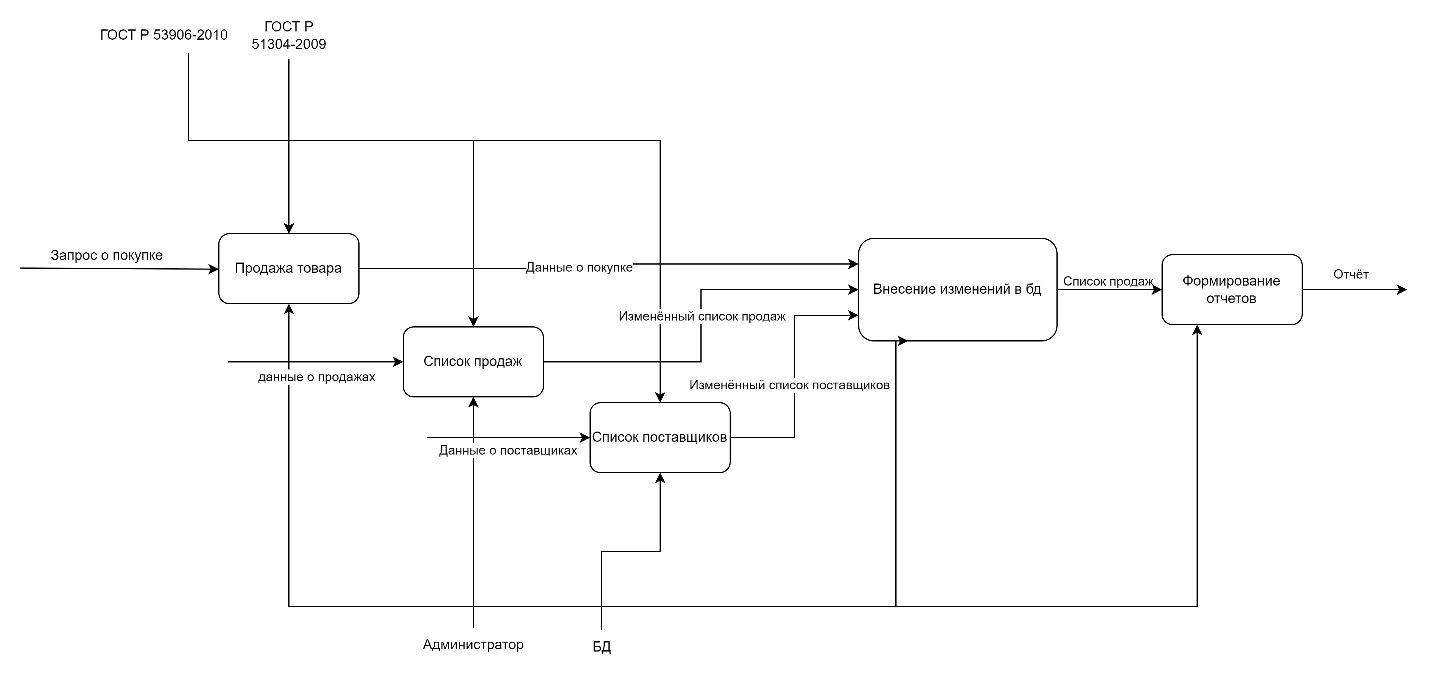 ГОСТ Р 53906-2010
ГОСТ Р
51304-2009
Запрос о покупке
Продажа товара
Данные о покупке
Внесение изменений в бд
Список продаж
Формирование
отчетов
Отчёт
Изменённый список продаж
данные о продажах
Список продаж
Изменённый список поставщиков
Данные о поставщиках
Список поставщиков
Администратор
БД